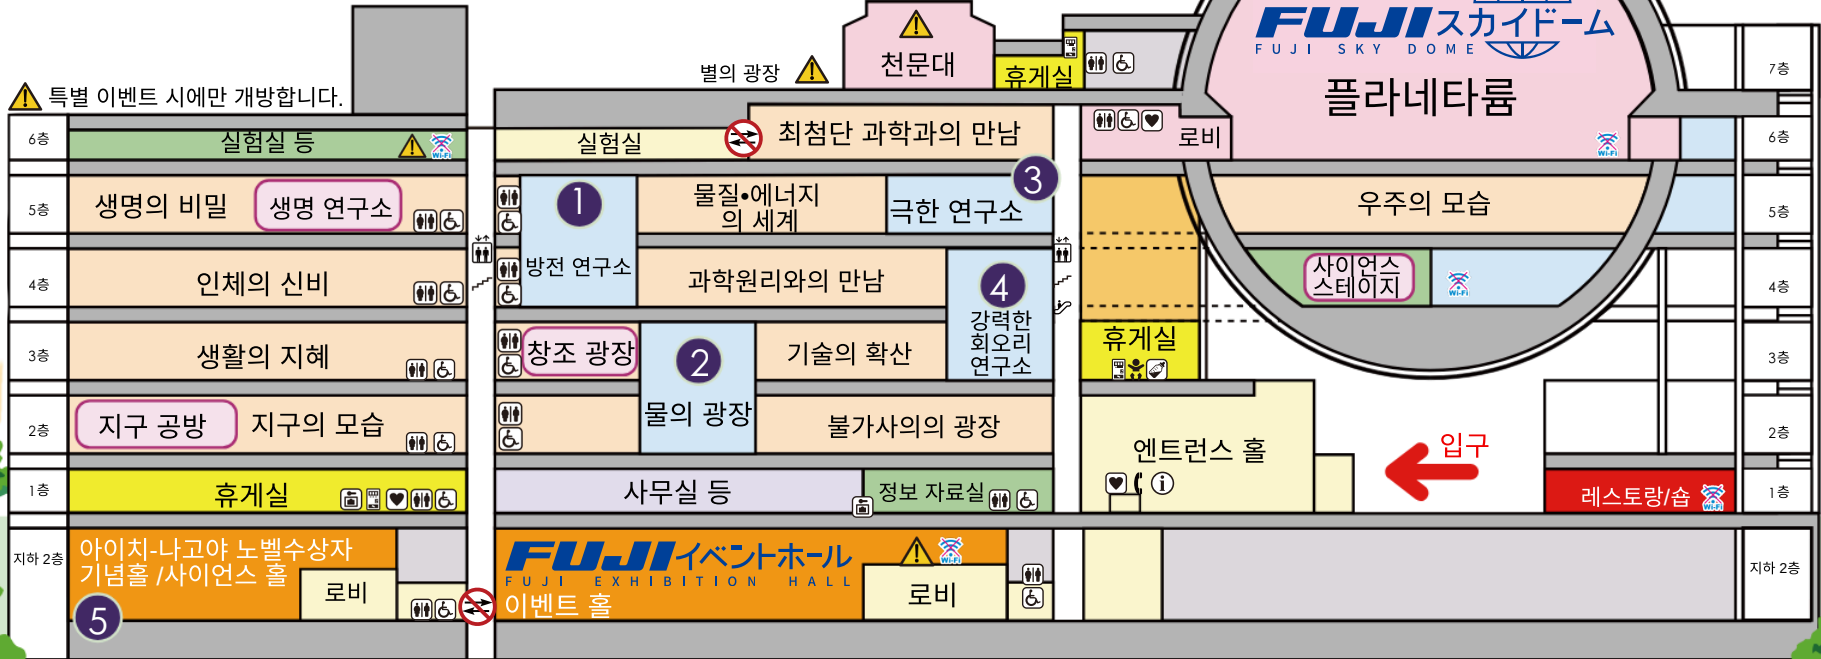 FUJIスカイドーム
FUJI SKY DOME
플라네타륨
천문대
별의 광장
휴게실
7층
특별 이벤트 시에만 개방합니다.
6층
실험실 등
Wi-Fi
실험실
최첨단 과학과의 만남
로비
Wi-Fi
6층
5층
생명의 비밀
생명 연구소
1
물질•에너지
의 세계
3
극한 연구소
우주의 모습
5층
4층
인체의 신비
방전 연구소
과학원리와의 만남
4
강력한
회오리
연구소
사이언스
스테이지
Wi-Fi
4층
3층
생활의 지혜
창조 광장
2
기술의 확산
휴게실
3층
2층
지구 공방
지구의 모습
물의 광장
불가사의의 광장
엔트런스 홀
입구
2층
1층
휴게실
사무실 등
정보 자료실
레스토랑/숍
Wi-Fi
1층
지하 2층
아이치-나고야 노벨수상자
기념홀 /사이언스 홀
로비
5
FUJIイベントホール
FUJI EXHIBITION HALL
이벤트 홀
Wi-Fi
로비
지하 2층